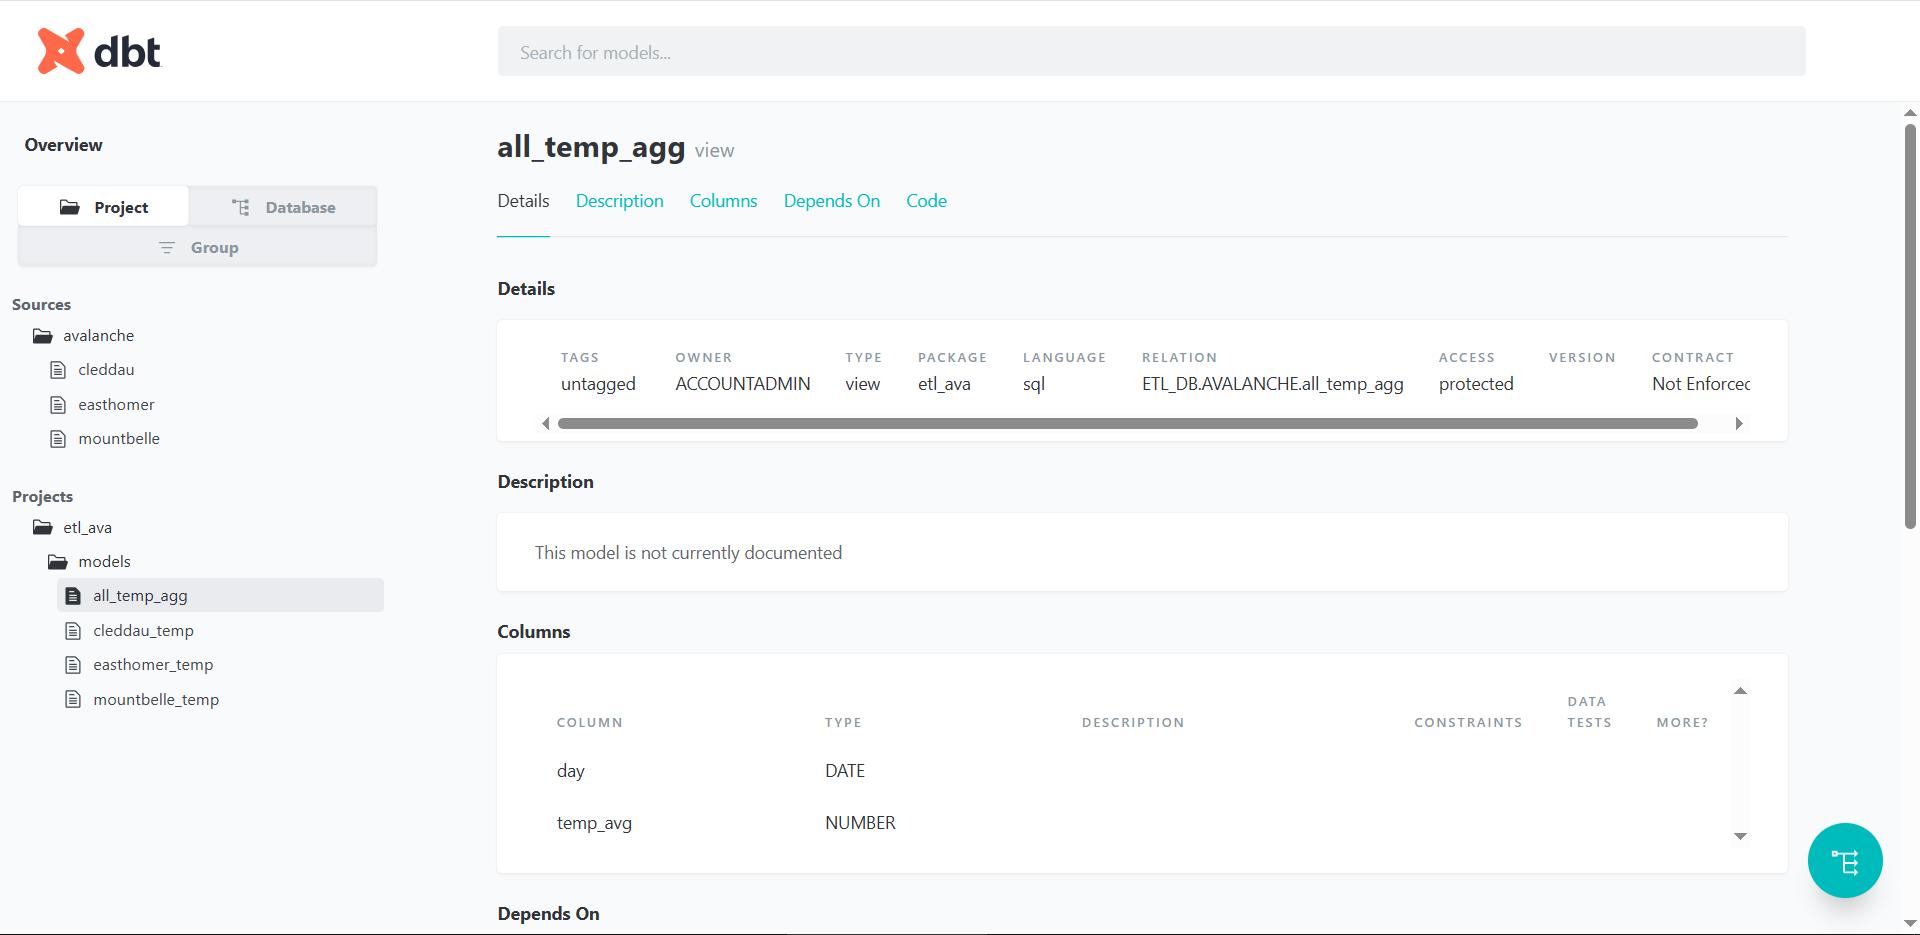 dbt
Search for models...
Overview
Project
Database
Group
Sources
avalanche
cleddau
easthomer
mountbelle
Projects
etl_ava
models
all_temp_agg
cleddau_temp
easthomer_temp
mountbelle_temp
all_temp_agg view
Details Description Columns Depends On Code
Details
TAGS OWNER TYPE PACKAGE LANGUAGE RELATION ACCESS VERSION CONTRACT
untagged ACCOUNTADMIN view etl_ava sql ETL_DB.AVALANCHE.all_temp_agg protected Not Enforced
Description
This model is not currently documented
Columns
COLUMN TYPE DESCRIPTION CONSTRAINTS DATA TESTS MORE?
day DATE
temp_avg NUMBER
Depends On